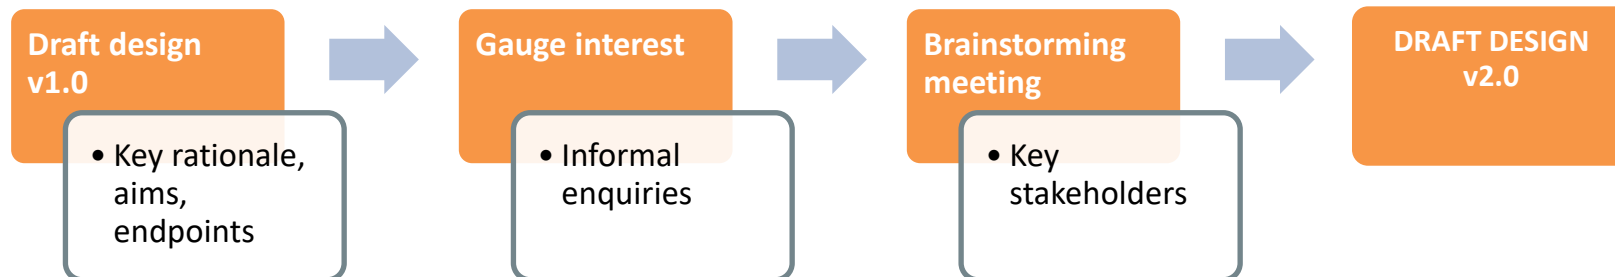 Draft design
v1.0
• Key rationale,
aims,
endpoints
Gauge interest
• Informal
enquiries
Brainstorming
meeting
• Key
stakeholders
DRAFT DESIGN
v2.0